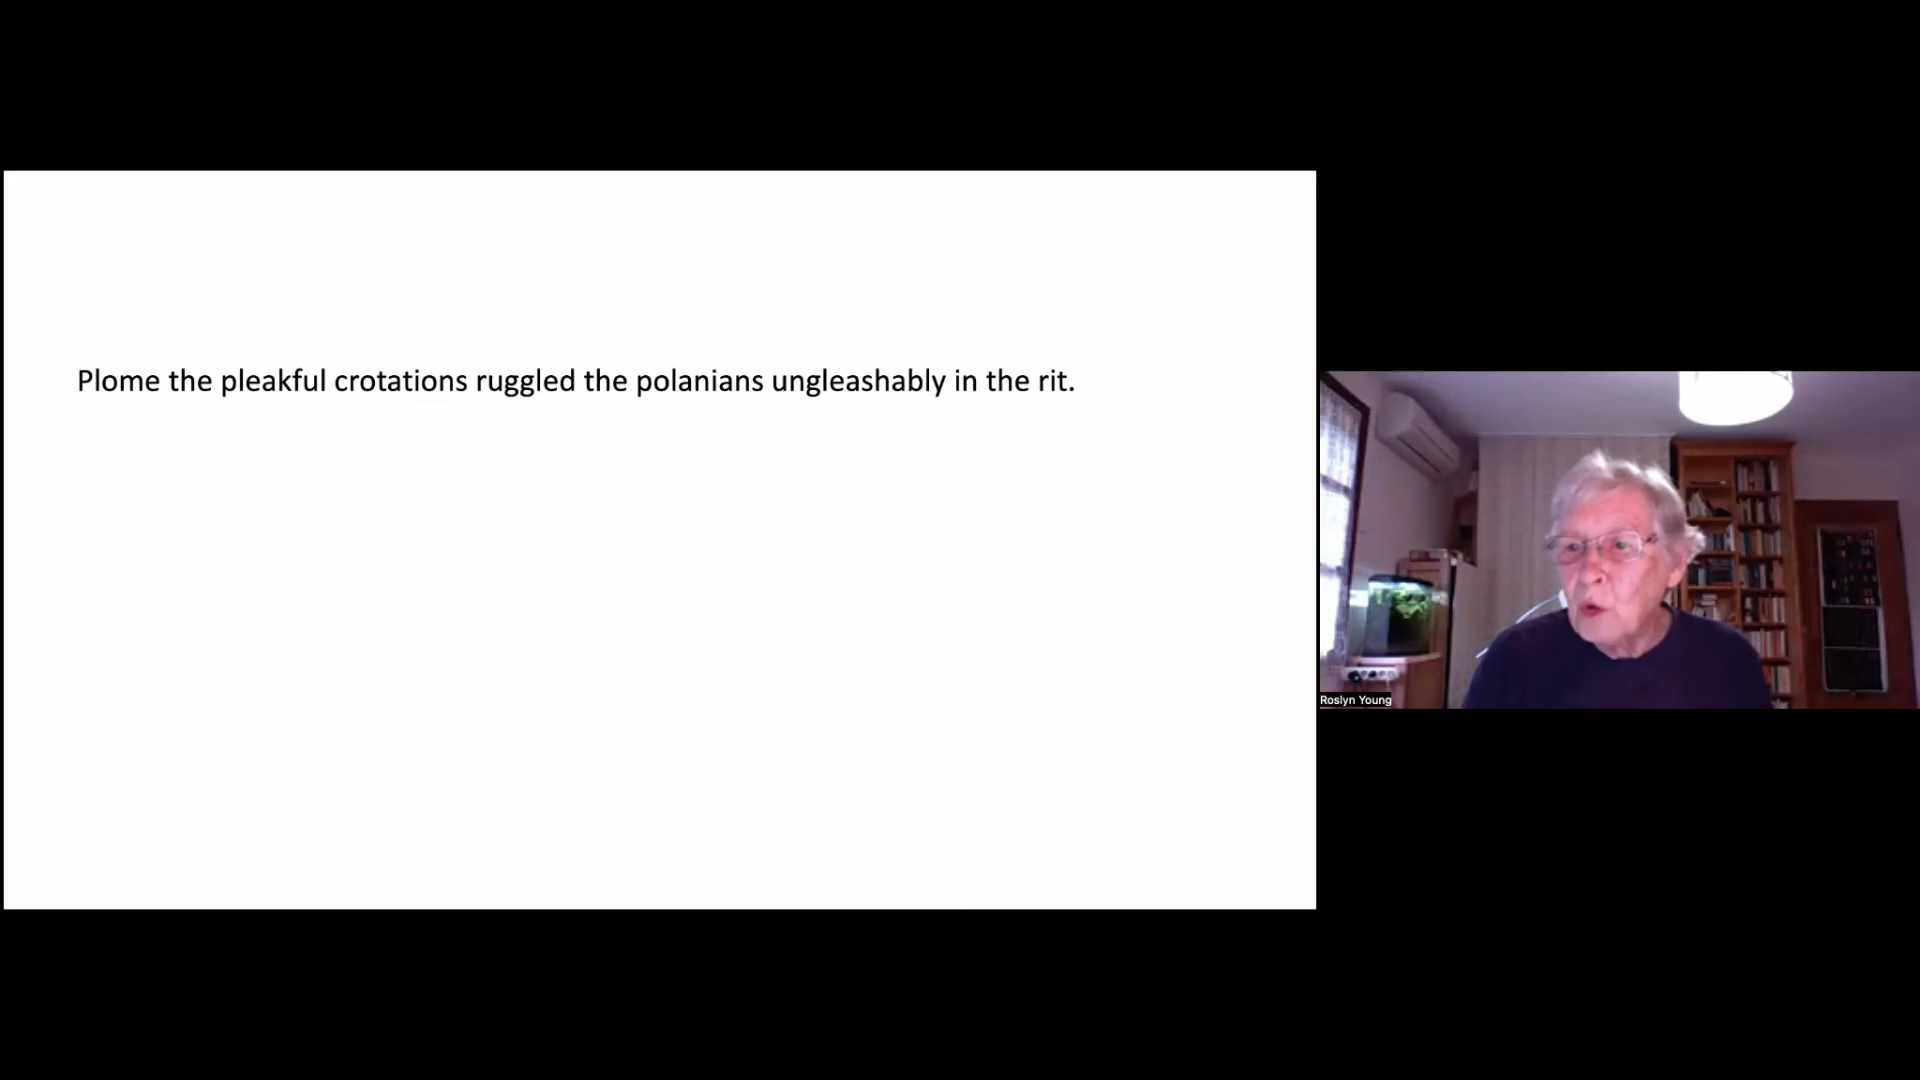 Plome the pleakful crotations ruggled the polanians ungleashably in the rit.
Roslyn Young